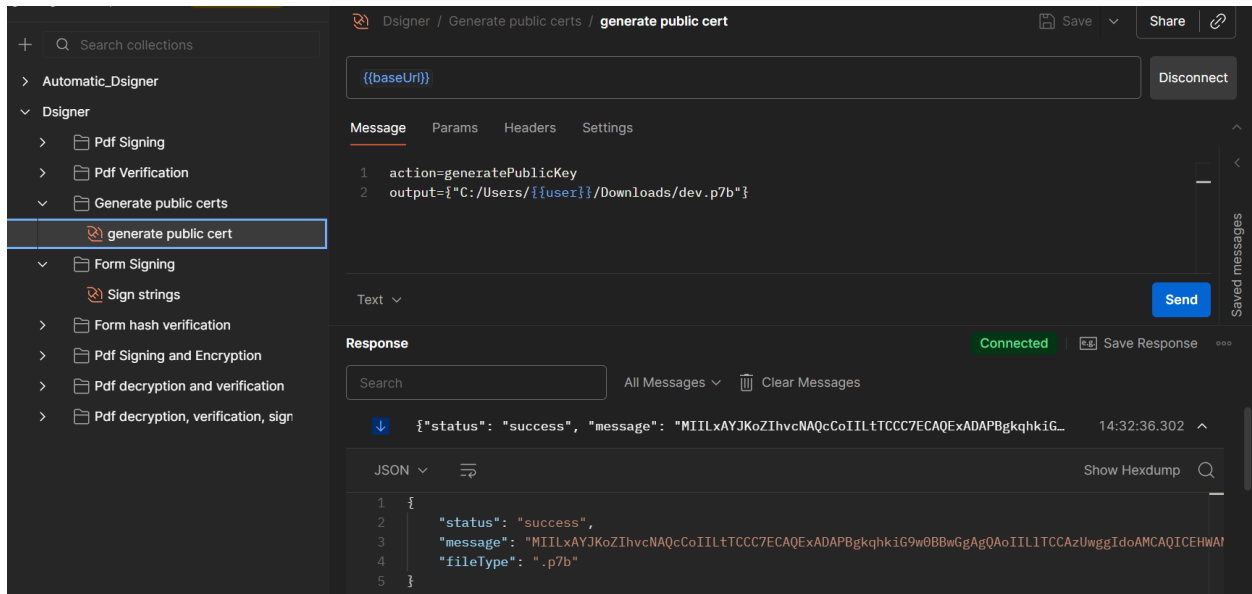 Dsigner / Generate public certs / generate public cert
Save
Share
Search collections
Automatic_Dsigner
Dsigner
Pdf Signing
Pdf Verification
Generate public certs
generate public cert
Form Signing
Sign strings
Form hash verification
Pdf Signing and Encryption
Pdf decryption and verification
Pdf decryption, verification, sign
{{baseUrl}}
Disconnect
Message Params Headers Settings
1 action=generatePublicKey
2 output={"C:/Users/{{user}}/Downloads/dev.p7b"}
Saved messages
Text
Send
Response
Connected
e.g. Save Response
Search
All Messages
Clear Messages
{"status": "success", "message": "MIILxAYJKoZIhvcNAQcCoIILtTCCC7ECAQExADAPBgkqhkiG…
14:32:36.302
JSON
Show Hexdump
1 {
2 "status": "success",
3 "message": "MIILxAYJKoZIhvcNAQcCoIILtTCCC7ECAQExADAPBgkqhkiG9w0BBwGgAgQAoIILlTCCAzUwggIdoAMCAQICEHWAM
4 "fileType": ".p7b"
5 }